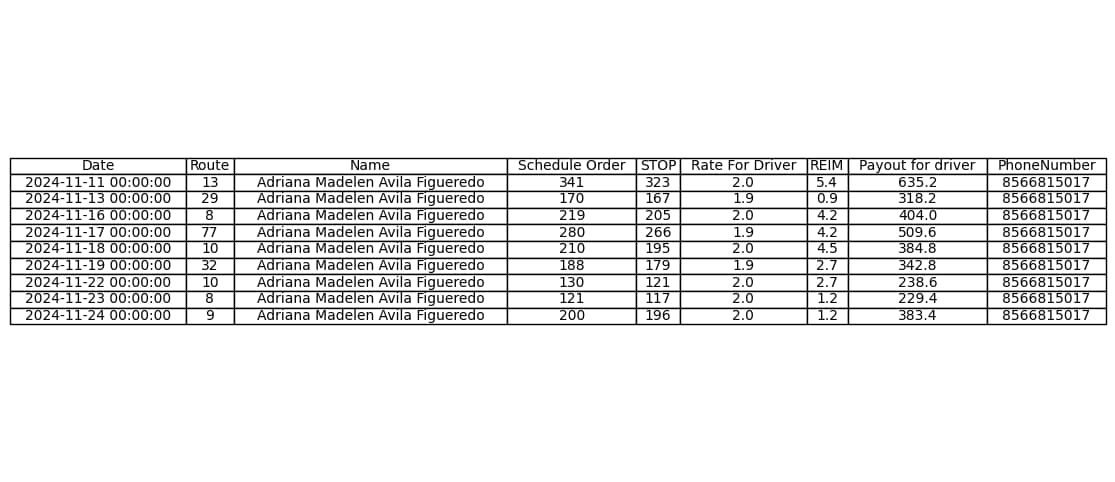 Date Route Name Schedule Order STOP Rate For Driver REIM Payout for driver PhoneNumber
2024-11-11 00:00:00 13 Adriana Madelen Avila Figueredo 341 323 2.0 5.4 635.2 8566815017
2024-11-13 00:00:00 29 Adriana Madelen Avila Figueredo 170 167 1.9 0.9 318.2 8566815017
2024-11-16 00:00:00 8 Adriana Madelen Avila Figueredo 219 205 2.0 4.2 404.0 8566815017
2024-11-17 00:00:00 77 Adriana Madelen Avila Figueredo 280 266 1.9 4.2 509.6 8566815017
2024-11-18 00:00:00 10 Adriana Madelen Avila Figueredo 210 195 2.0 4.5 384.8 8566815017
2024-11-19 00:00:00 32 Adriana Madelen Avila Figueredo 188 179 1.9 2.7 342.8 8566815017
2024-11-22 00:00:00 10 Adriana Madelen Avila Figueredo 130 121 2.0 2.7 238.6 8566815017
2024-11-23 00:00:00 8 Adriana Madelen Avila Figueredo 121 117 2.0 1.2 229.4 8566815017
2024-11-24 00:00:00 9 Adriana Madelen Avila Figueredo 200 196 2.0 1.2 383.4 8566815017